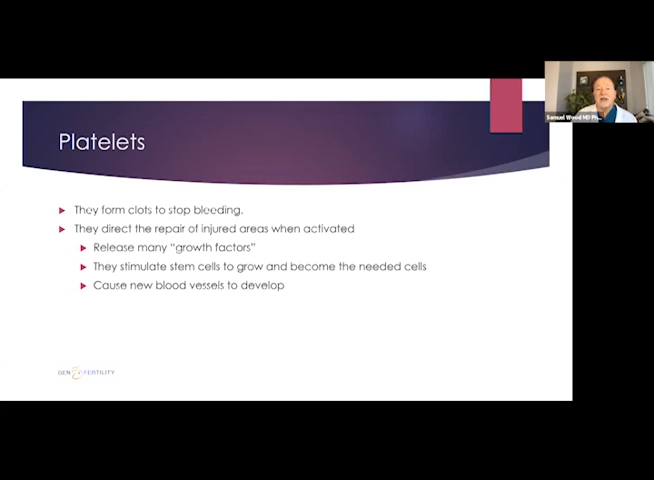 Platelets
Samuel Wood MD Ph...
They form clots to stop bleeding.
They direct the repair of injured areas when activated
Release many “growth factors”
They stimulate stem cells to grow and become the needed cells
Cause new blood vessels to develop
GEN FERTILITY